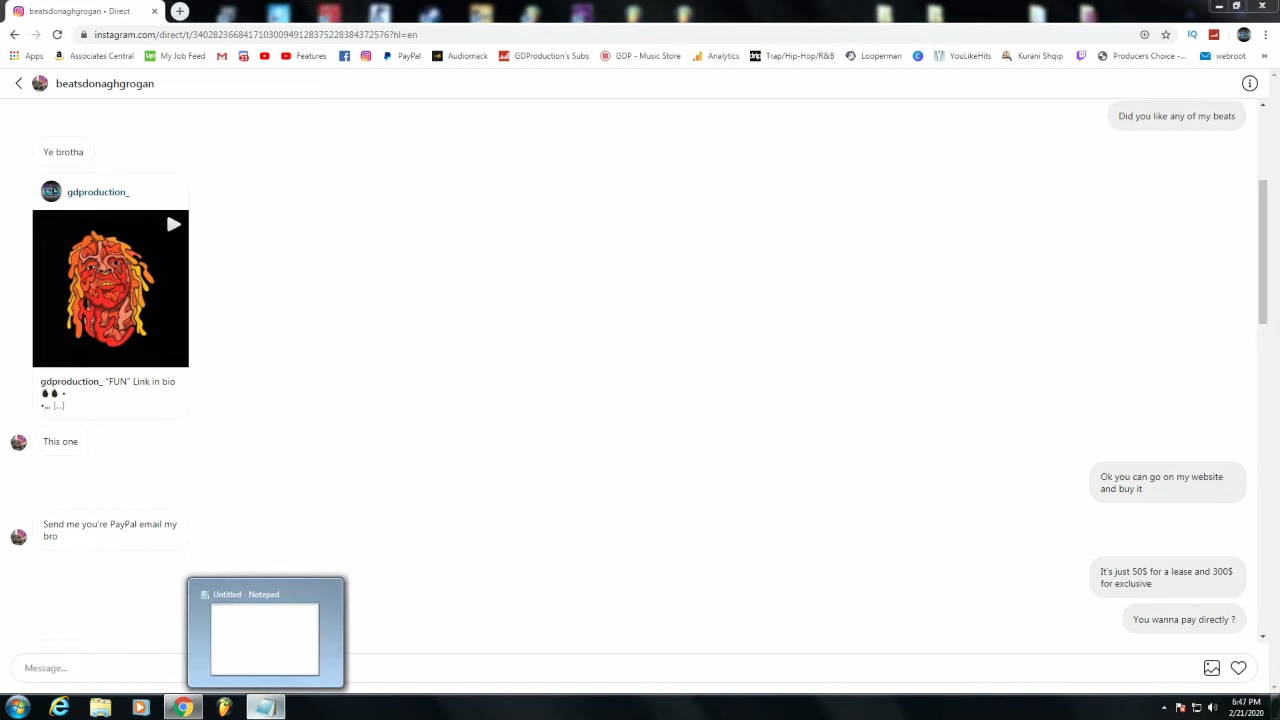 beatsdonaghgrogan • Direct
instagram.com/direct/t/340282366841710300949128375228384372576?hl=en
Apps Associates Central My Job Feed Features PayPal Audiomack GDProduction's Subs GDP - Music Store Analytics Trap/Hip-Hop/R&B Looperman YouLikeHits Kurani Shqip Producers Choice -... webroot
beatsdonaghgrogan
Did you like any of my beats
Ye brotha
gdproduction_
gdproduction_ "FUN" Link in bio
•
•... [...]
This one
Ok you can go on my website
and buy it
Send me you're PayPal email my
bro
It's just 50$ for a lease and 300$
for exclusive
Untitled - Notepad
You wanna pay directly ?
Message...
6:47 PM
2/21/2020